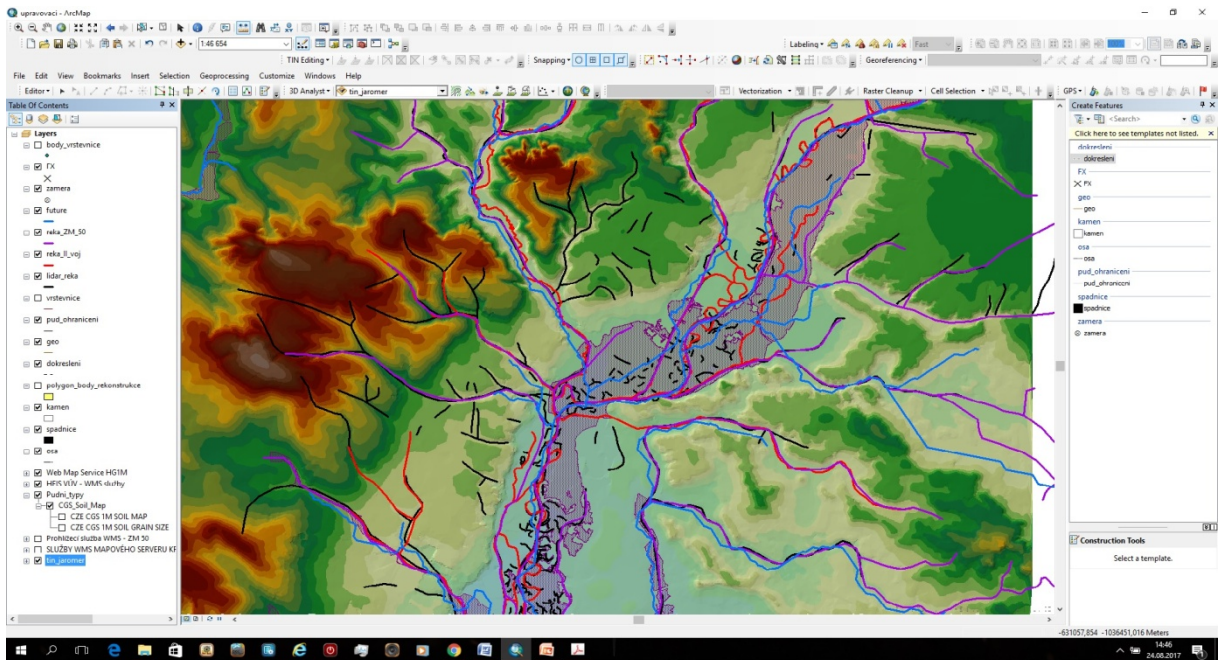 upravovaci - ArcMap
1:46 654
Labeling
Fast
TIN Editing
Snapping
Georeferencing
File Edit View Bookmarks Insert Selection Geoprocessing Customize Windows Help
Editor
3D Analyst
tin_jaromer
Vectorization
Raster Cleanup
Cell Selection
GPS
Table Of Contents
Layers
body_vrstevnice
FX
zamera
future
reka_ZM_50
reka_II_voj
lidar_reka
vrstevnice
pud_ohraniceni
geo
dokresleni
polygon_body_rekonstrukce
kamen
spadnice
osa
Web Map Service HG1M
HEIS VÚV - WMS služby
Pudni_typy
CGS_Soil_Map
CZE CGS 1M SOIL MAP
CZE CGS 1M SOIL GRAIN SIZE
Prohlížecí služba WMS - ZM 50
SLUŽBY WMS MAPOVÉHO SERVERU KF
tin_jaromer
Create Features
<Search>
Click here to see templates not listed.
dokresleni
dokresleni
FX
FX
geo
geo
kamen
kamen
osa
osa
pud_ohraniceni
pud_ohraniceni
spadnice
spadnice
zamera
zamera
Construction Tools
Select a template.
-631057,854 -1036451,016 Meters
14:46
24.08.2017